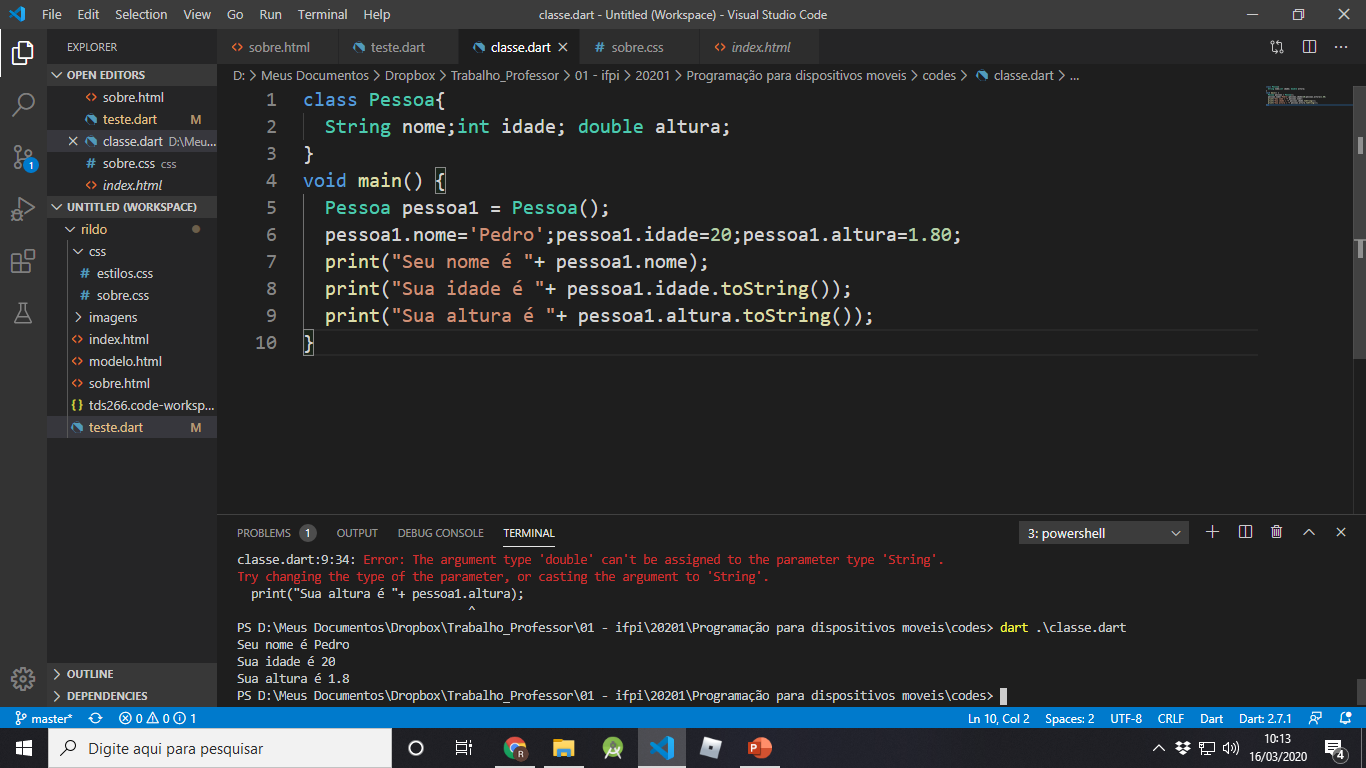 File Edit Selection View Go Run Terminal Help classe.dart - Untitled (Workspace) - Visual Studio Code
EXPLORER
OPEN EDITORS
sobre.html
teste.dart M
classe.dart D:\Meu...
sobre.css css
index.html
UNTITLED (WORKSPACE)
rildo
css
estilos.css
sobre.css
imagens
index.html
modelo.html
sobre.html
{} tds266.code-worksp...
teste.dart M
OUTLINE
DEPENDENCIES
1
sobre.html teste.dart classe.dart sobre.css index.html
D: > Meus Documentos > Dropbox > Trabalho_Professor > 01 - ifpi > 20201 > Programação para dispositivos moveis > codes > classe.dart > ...
1 class Pessoa{
2 String nome;int idade; double altura;
3 }
4 void main() {
5 Pessoa pessoa1 = Pessoa();
6 pessoa1.nome='Pedro';pessoa1.idade=20;pessoa1.altura=1.80;
7 print("Seu nome é "+ pessoa1.nome);
8 print("Sua idade é "+ pessoa1.idade.toString());
9 print("Sua altura é "+ pessoa1.altura.toString());
10 }
PROBLEMS 1 OUTPUT DEBUG CONSOLE TERMINAL 3: powershell
classe.dart:9:34: Error: The argument type 'double' can't be assigned to the parameter type 'String'.
Try changing the type of the parameter, or casting the argument to 'String'.
print("Sua altura é "+ pessoa1.altura);
^
PS D:\Meus Documentos\Dropbox\Trabalho_Professor\01 - ifpi\20201\Programação para dispositivos moveis\codes> dart .\classe.dart
Seu nome é Pedro
Sua idade é 20
Sua altura é 1.8
PS D:\Meus Documentos\Dropbox\Trabalho_Professor\01 - ifpi\20201\Programação para dispositivos moveis\codes>
master* 0 0 1 Ln 10, Col 2 Spaces: 2 UTF-8 CRLF Dart Dart: 2.7.1
Digite aqui para pesquisar
10:13
16/03/2020
4